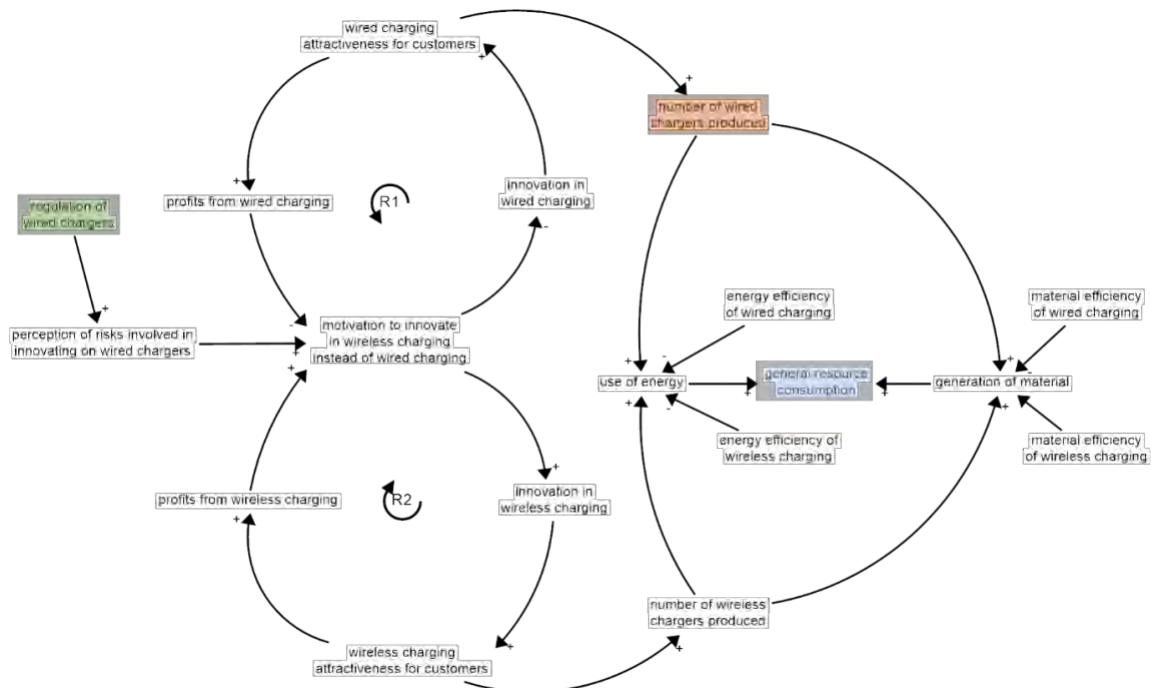 wired charging
attractiveness for customers
+
+
number of wired
chargers produced
+
profits from wired charging
R1
innovation in
wired charging
-
regulation of
wired chargers
+
perception of risks involved in
innovating on wired chargers
-
motivation to innovate
in wireless charging
instead of wired charging
+
+
energy efficiency
of wired charging
material efficiency
of wired charging
+
-
use of energy
+
-
general resource
consumption
+
+
-
generation of material
+
+
energy efficiency of
wireless charging
material efficiency
of wireless charging
+
profits from wireless charging
+
R2
innovation in
wireless charging
number of wireless
chargers produced
+
wireless charging
attractiveness for customers
+